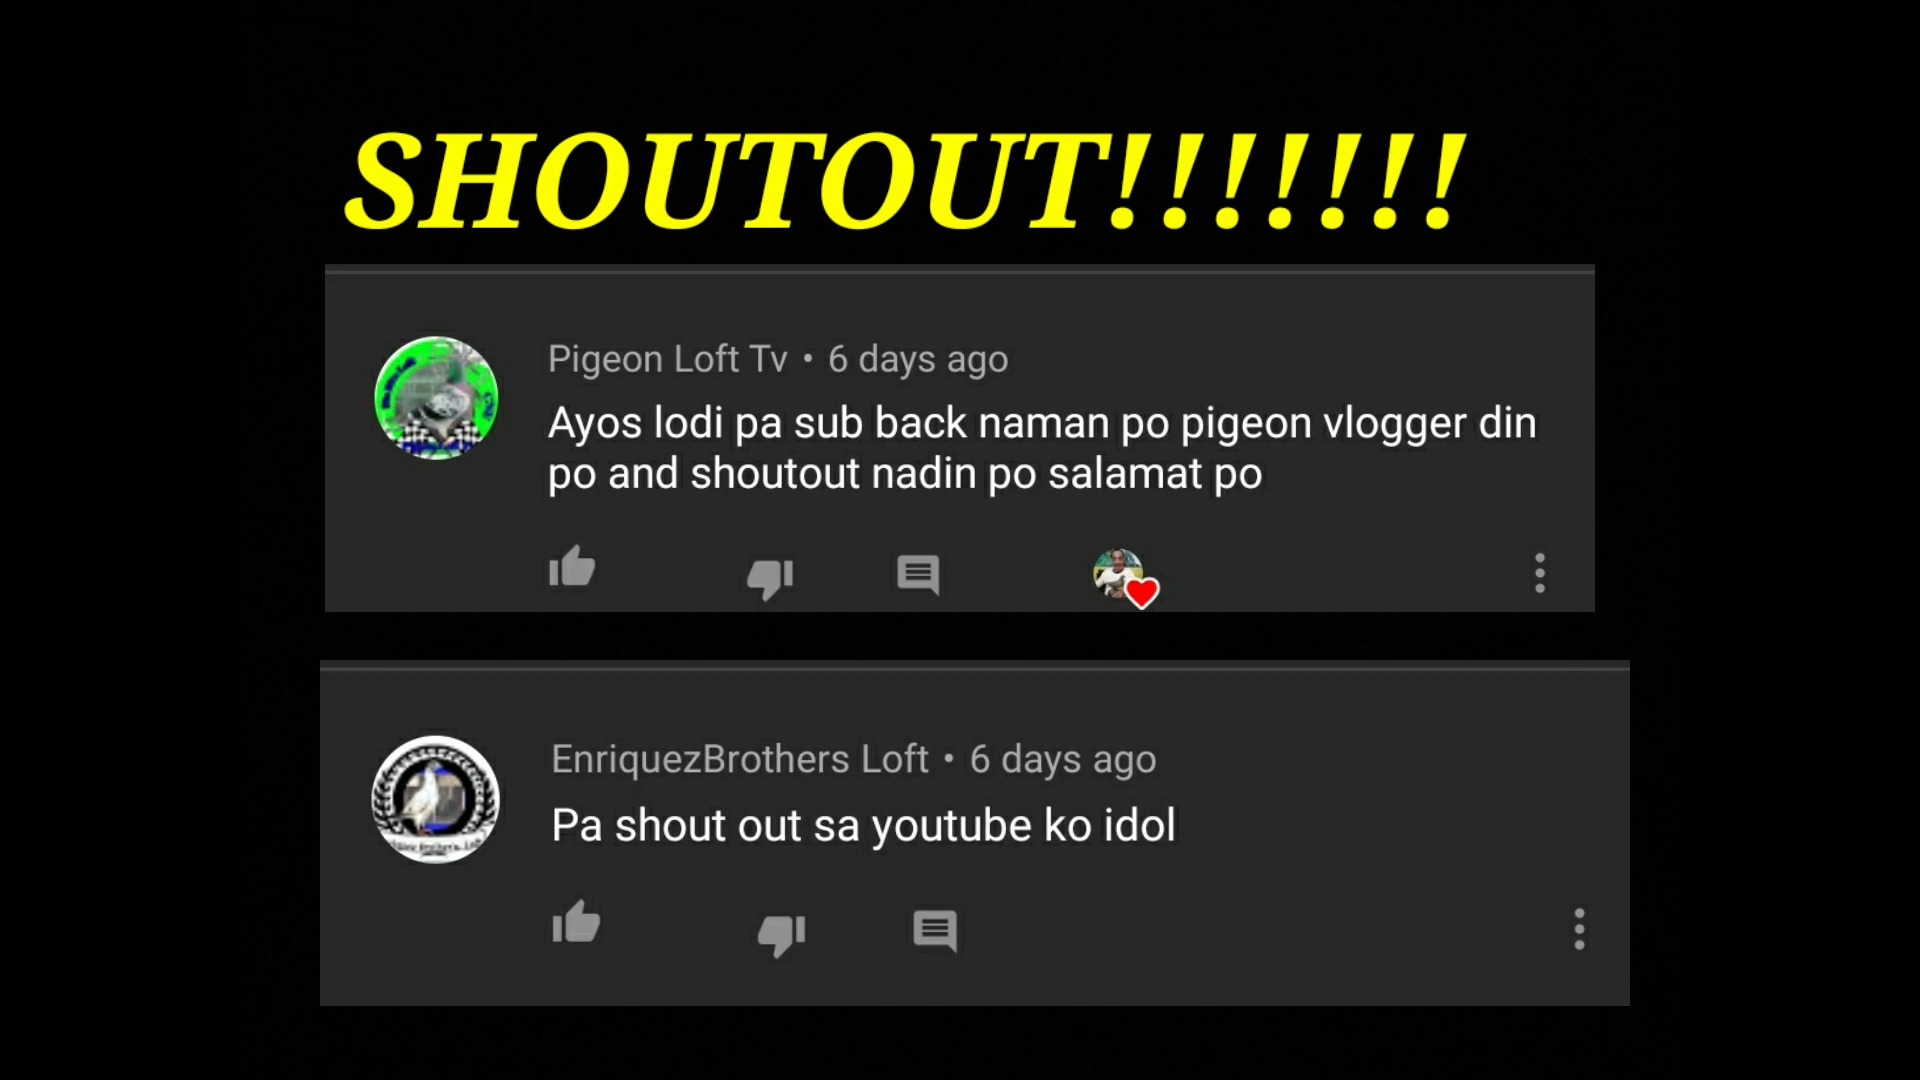 SHOUTOUT!!!!!!!
Pigeon Loft Tv • 6 days ago
Ayos lodi pa sub back naman po pigeon vlogger din
po and shoutout nadin po salamat po
EnriquezBrothers Loft • 6 days ago
Pa shout out sa youtube ko idol